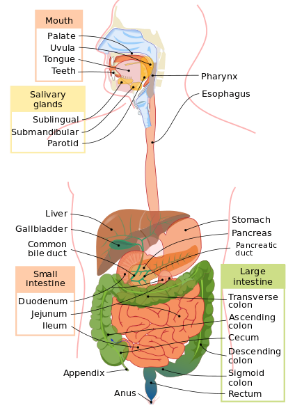 Mouth
Palate
Uvula
Tongue
Teeth
Salivary
glands
Sublingual
Submandibular
Parotid
Pharynx
Esophagus
Liver
Gallbladder
Common
bile duct
Small
intestine
Duodenum
Jejunum
Ileum
Appendix
Anus
Stomach
Pancreas
Pancreatic
duct
Large
intestine
Transverse
colon
Ascending
colon
Cecum
Descending
colon
Sigmoid
colon
Rectum